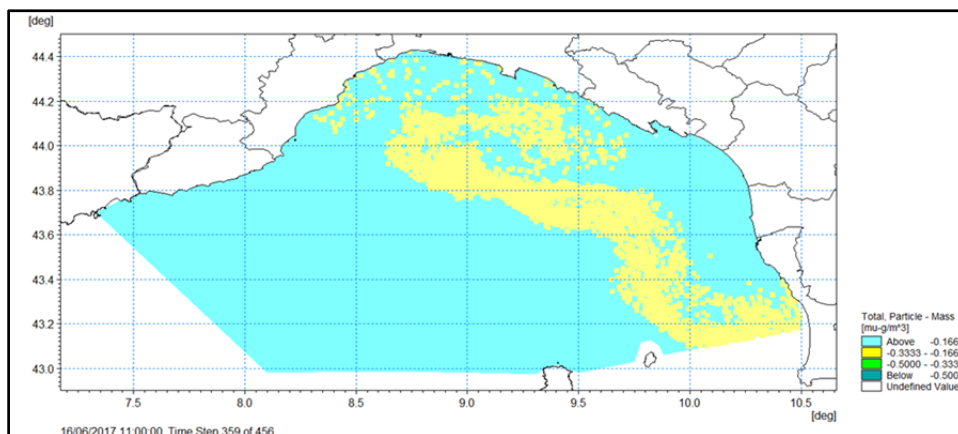 [deg]
44.4
44.2
44.0
43.8
43.6
43.4
43.2
43.0
7.5 8.0 8.5 9.0 9.5 10.0 10.5
[deg]
Total, Particle - Mass
[mu-g/m^3]
Above -0.166
-0.3333 - -0.166
-0.5000 - -0.333
Below -0.500
Undefined Value
16/06/2017 11:00:00 Time Step 359 of 456